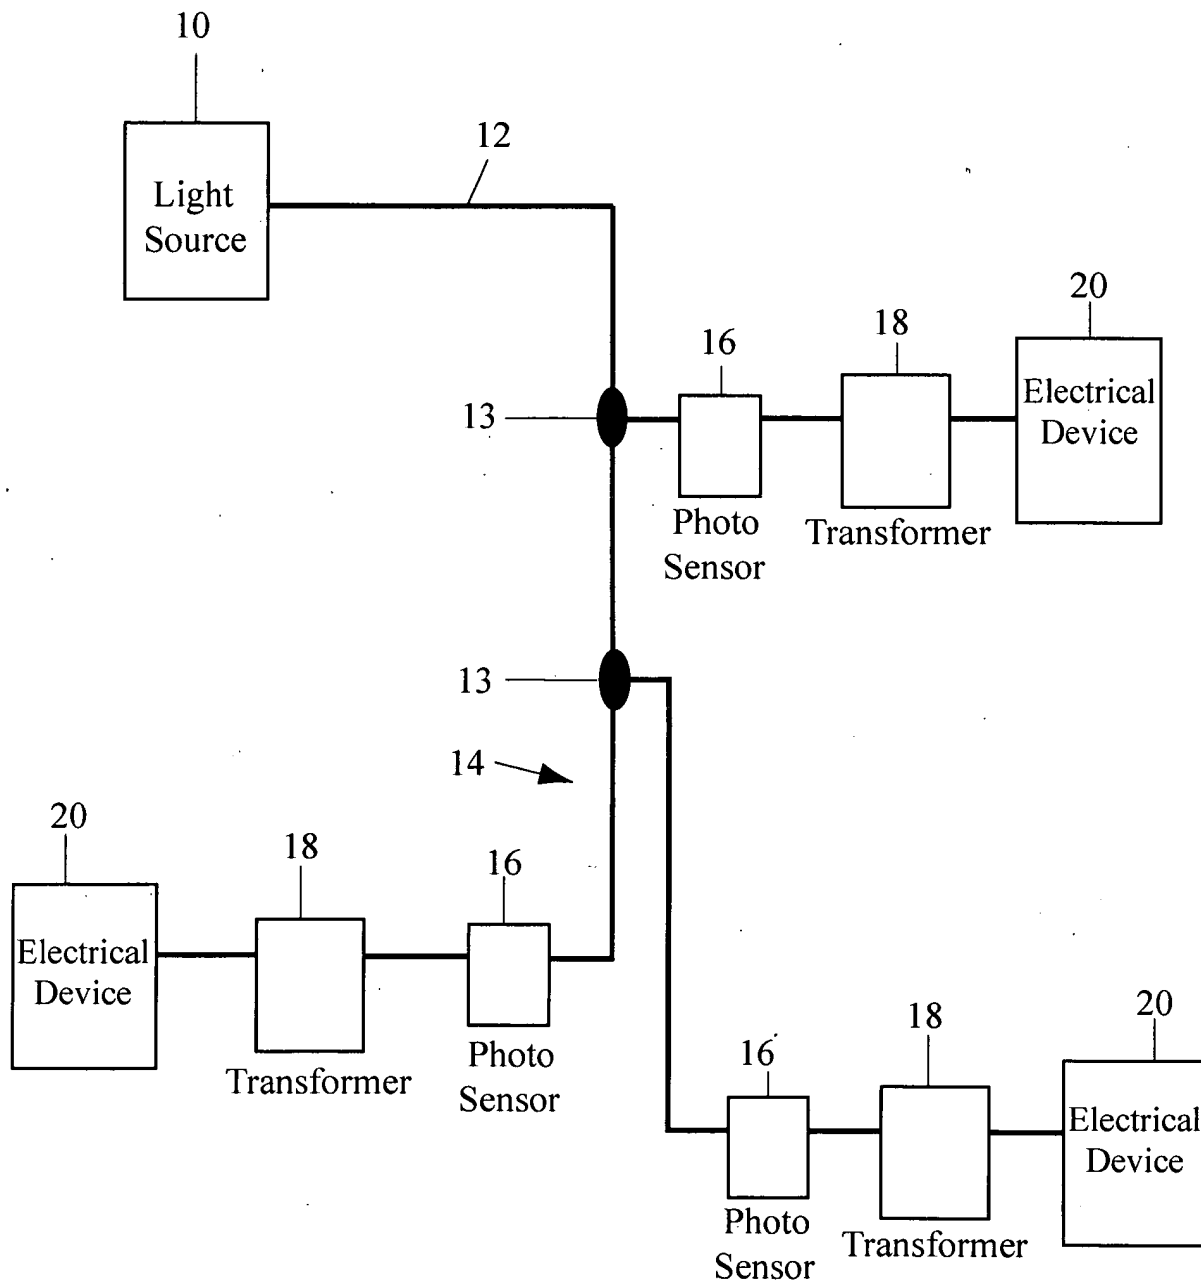 10
Light
Source
12
20
18
16
Electrical
Device
13
Photo
Sensor
Transformer
13
14
20
18
16
Electrical
Device
Transformer
Photo
Sensor
20
18
16
Electrical
Device
Photo
Sensor
Transformer